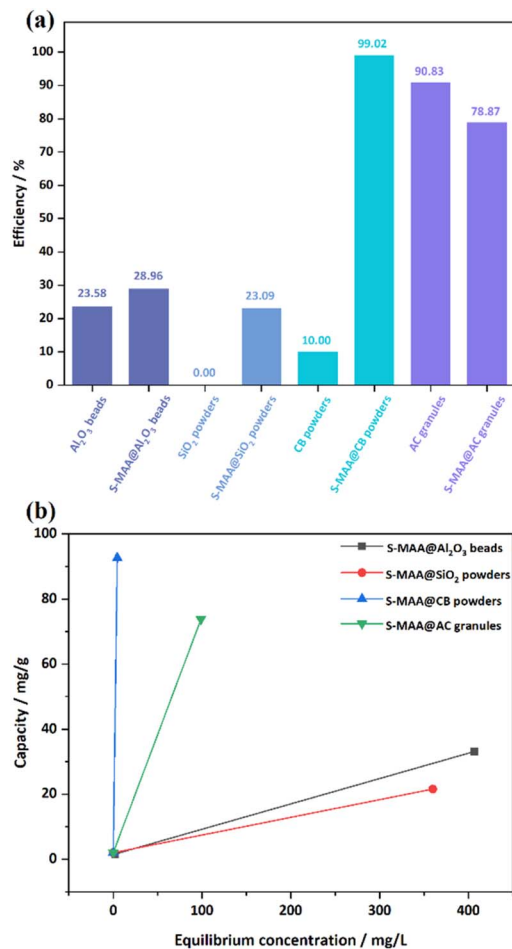 (a)
Efficiency / %
100
90
80
70
60
50
40
30
20
10
0
23.58
28.96
0.00
23.09
10.00
99.02
90.83
78.87
Al₂O₃ beads
S-MAA@Al₂O₃ beads
SiO₂ powders
S-MAA@SiO₂ powders
CB powders
S-MAA@CB powders
AC granules
S-MAA@AC granules
(b)
Capacity / mg/g
100
80
60
40
20
0
S-MAA@Al₂O₃ beads
S-MAA@SiO₂ powders
S-MAA@CB powders
S-MAA@AC granules
0
100
200
300
400
Equilibrium concentration / mg/L